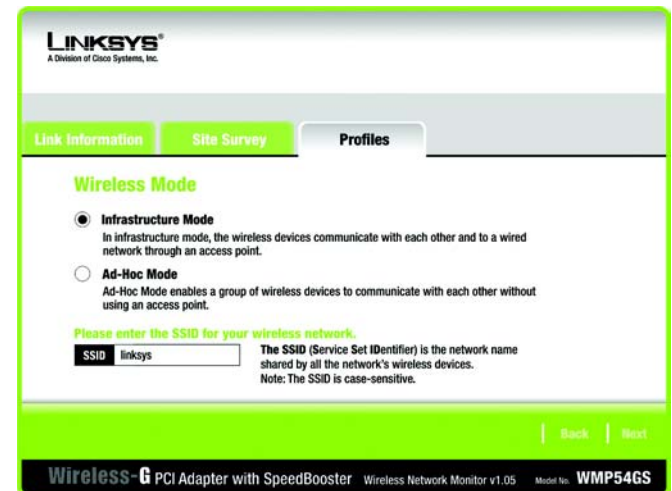 LINKSYS®
A Division of Cisco Systems, Inc.
Link Information
Site Survey
Profiles
Wireless Mode
Infrastructure Mode
In infrastructure mode, the wireless devices communicate with each other and to a wired
network through an access point.
Ad-Hoc Mode
Ad-Hoc Mode enables a group of wireless devices to communicate with each other without
using an access point.
Please enter the SSID for your wireless network.
SSID linksys
The SSID (Service Set IDentifier) is the network name
shared by all the network's wireless devices.
Note: The SSID is case-sensitive.
Back Next
Wireless-G PCI Adapter with SpeedBooster Wireless Network Monitor v1.05 Model No. WMP54GS